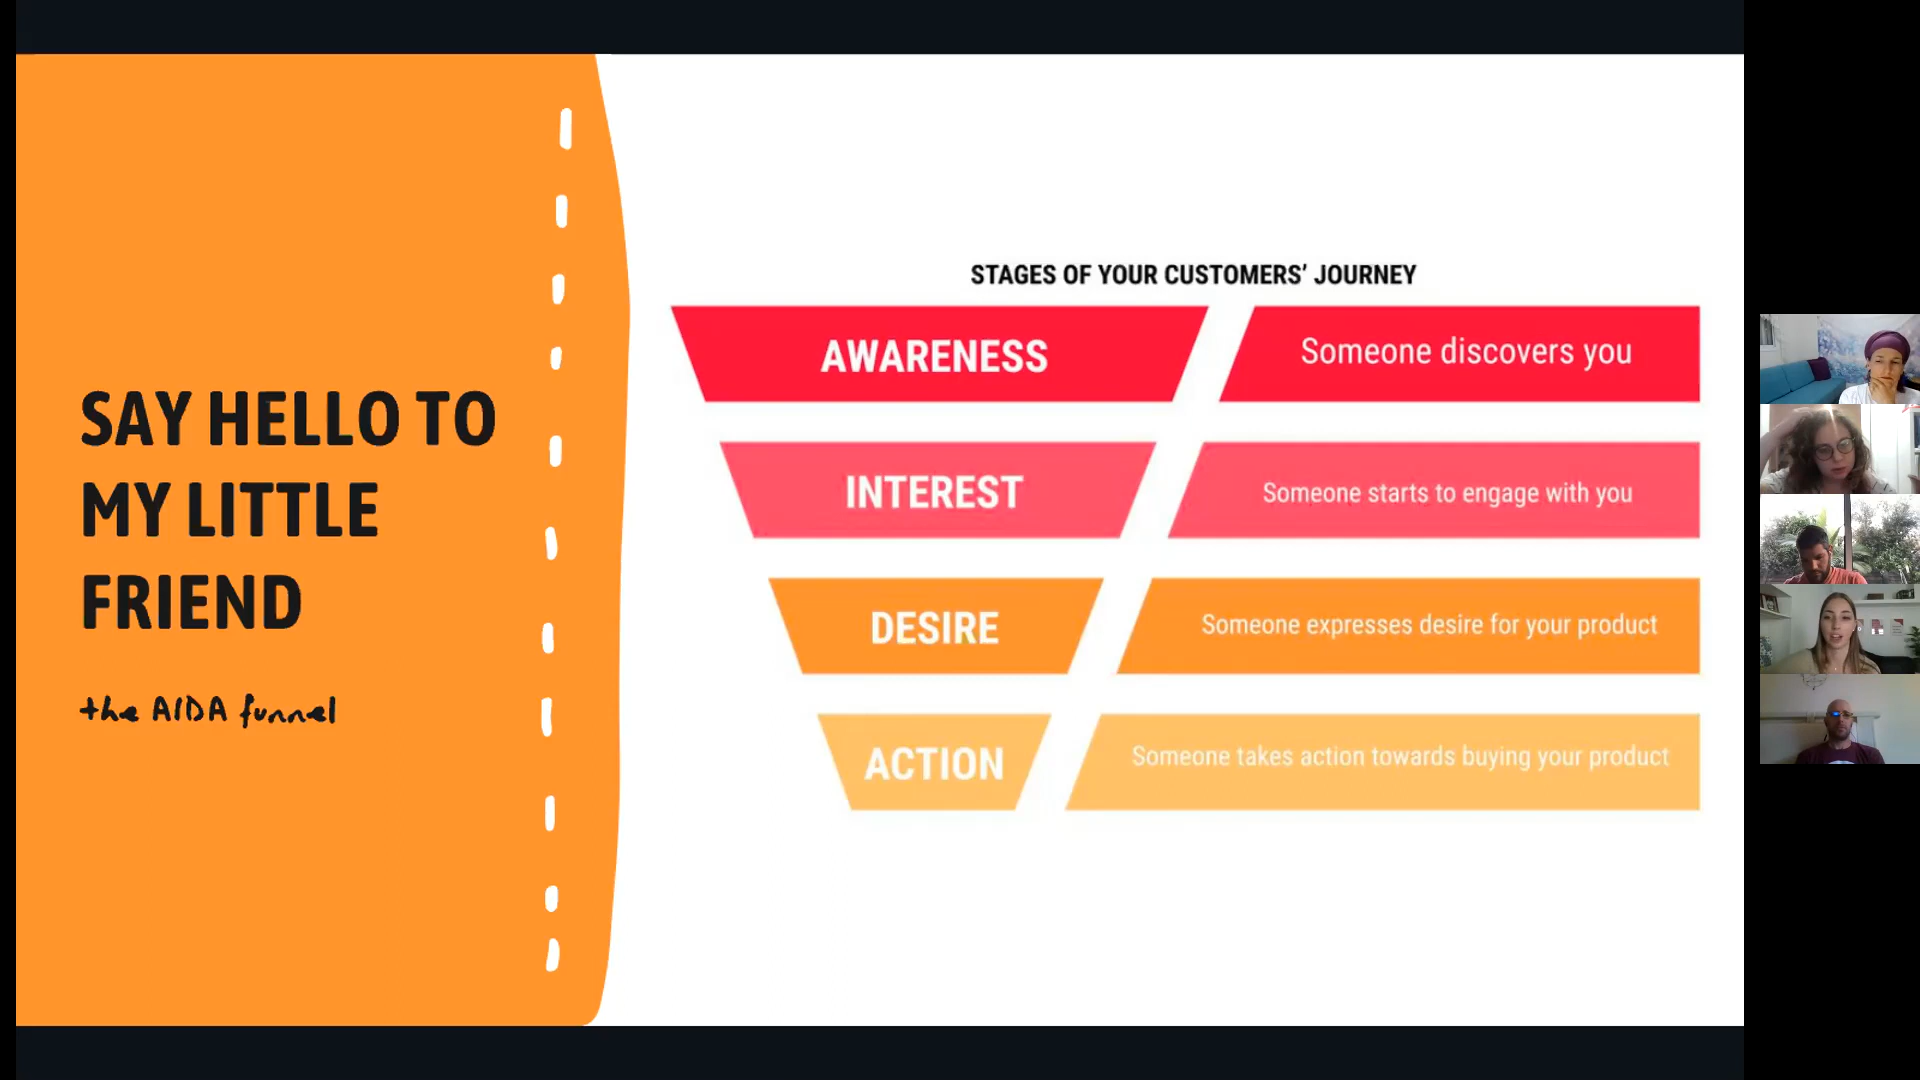 SAY HELLO TO
MY LITTLE
FRIEND
the AIDA funnel
STAGES OF YOUR CUSTOMERS’ JOURNEY
AWARENESS
Someone discovers you
INTEREST
Someone starts to engage with you
DESIRE
Someone expresses desire for your product
ACTION
Someone takes action towards buying your product